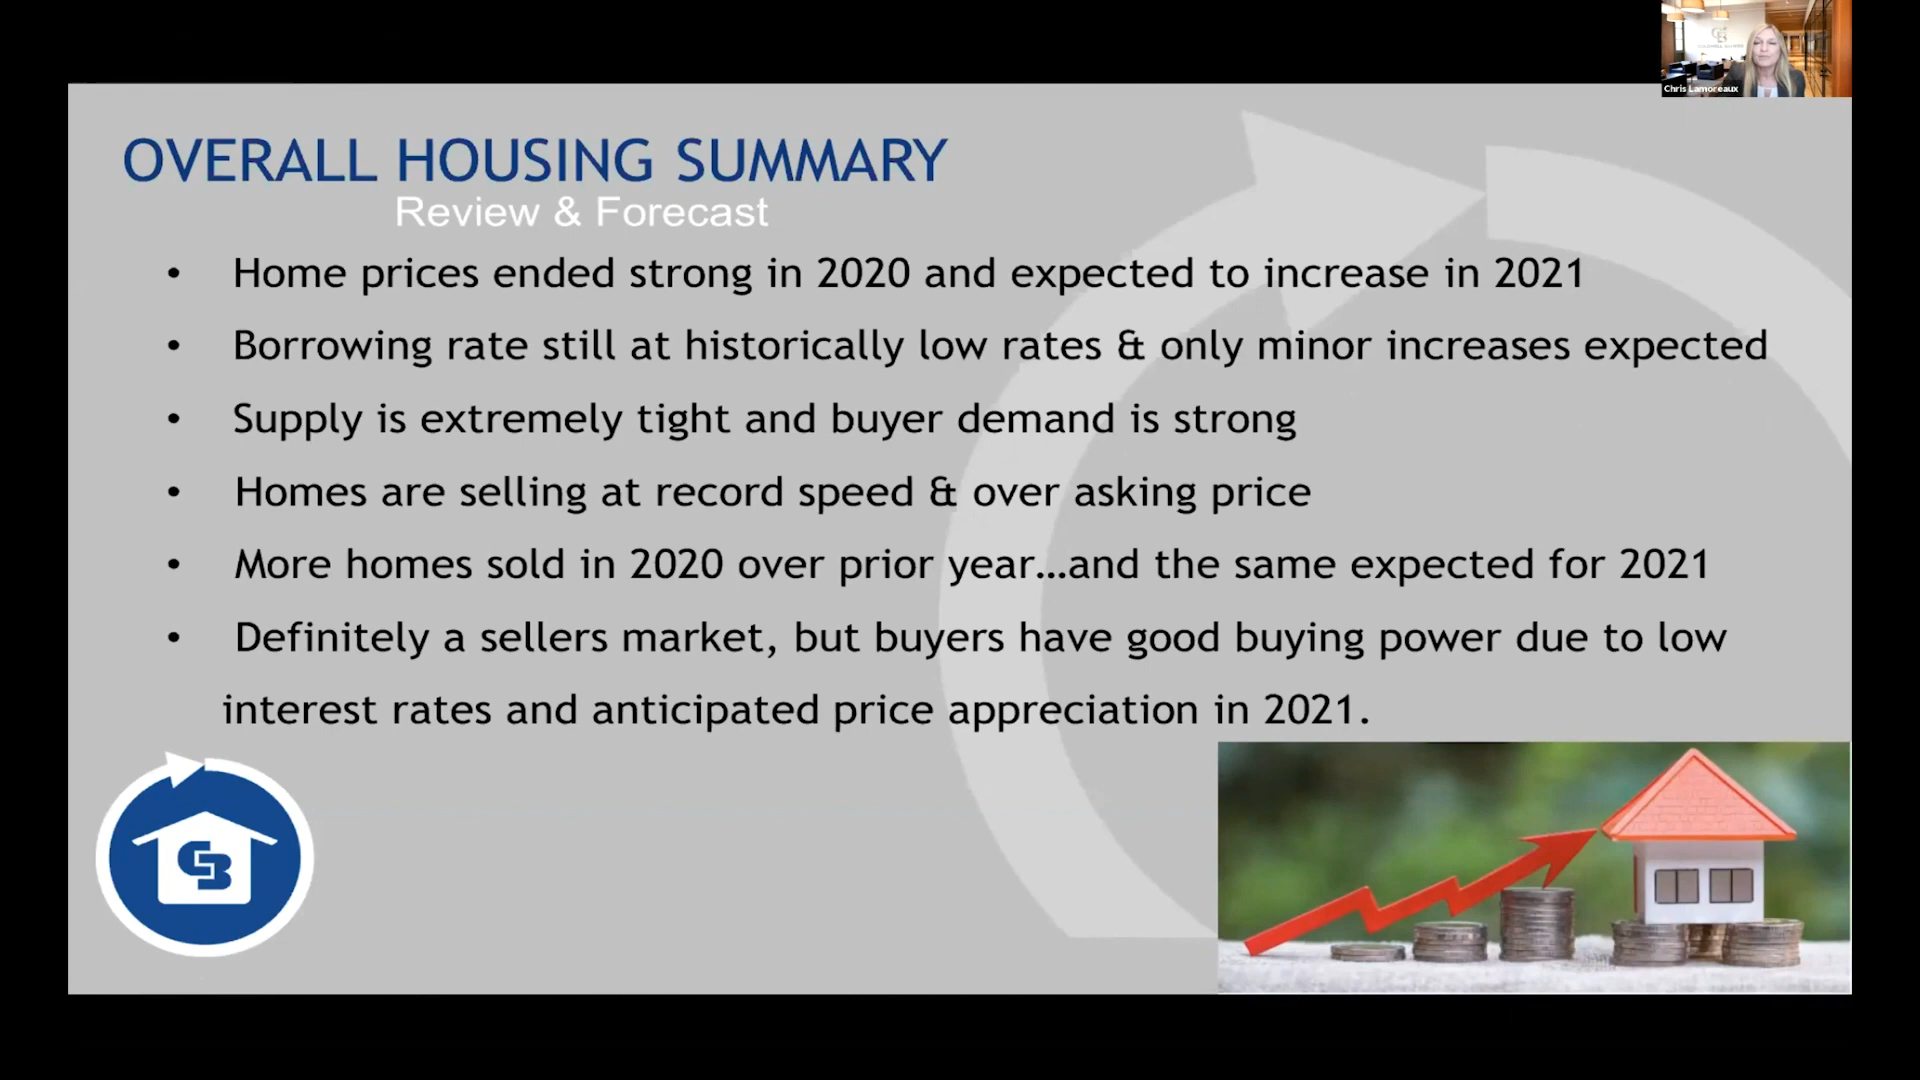 OVERALL HOUSING SUMMARY
Review & Forecast
• Home prices ended strong in 2020 and expected to increase in 2021
• Borrowing rate still at historically low rates & only minor increases expected
• Supply is extremely tight and buyer demand is strong
• Homes are selling at record speed & over asking price
• More homes sold in 2020 over prior year…and the same expected for 2021
• Definitely a sellers market, but buyers have good buying power due to low
interest rates and anticipated price appreciation in 2021.
CB
CB
COLDWELL BANKER
Chris Lamoreaux